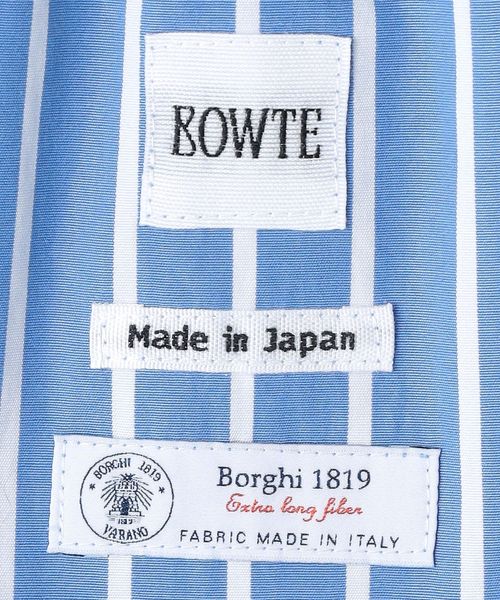 BOWTE
Made in Japan
BORGHI 1819
VARANO
Borghi 1819
Extra long fiber
FABRIC MADE IN ITALY